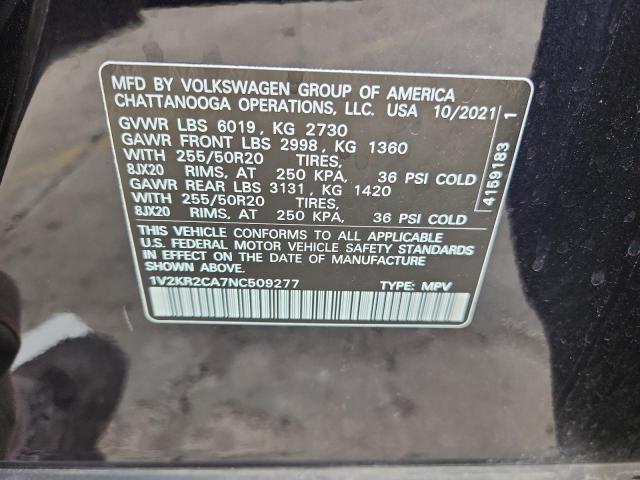 MFD BY VOLKSWAGEN GROUP OF AMERICA
CHATTANOOGA OPERATIONS, LLC. USA 10/2021
GVWR LBS 6019, KG 2730
GAWR FRONT LBS 2998, KG 1360
WITH 255/50R20 TIRES,
8JX20 RIMS, AT 250 KPA, 36 PSI COLD
GAWR REAR LBS 3131, KG 1420
WITH 255/50R20 TIRES,
8JX20 RIMS, AT 250 KPA, 36 PSI COLD
THIS VEHICLE CONFORMS TO ALL APPLICABLE
U.S. FEDERAL MOTOR VEHICLE SAFETY STANDARDS
IN EFFECT ON THE DATE OF MANUFACTURE
SHOWN ABOVE.
1V2KR2CA7NC509277 TYPE: MPV
4159183 1